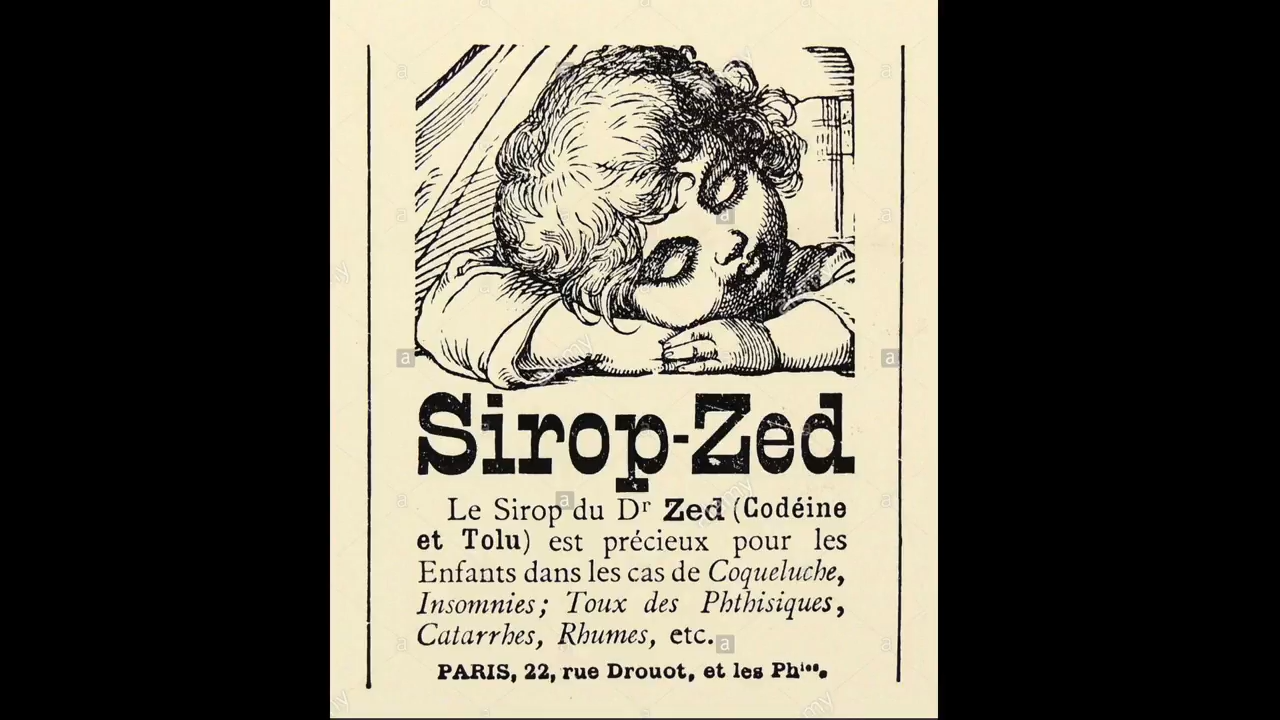 Sirop-Zed
Le Sirop du Dr Zed (Codéine
et Tolu) est précieux pour les
Enfants dans les cas de Coqueluche,
Insomnies; Toux des Phthisiques,
Catarrhes, Rhumes, etc.
PARIS, 22, rue Drouot, et les Phies.